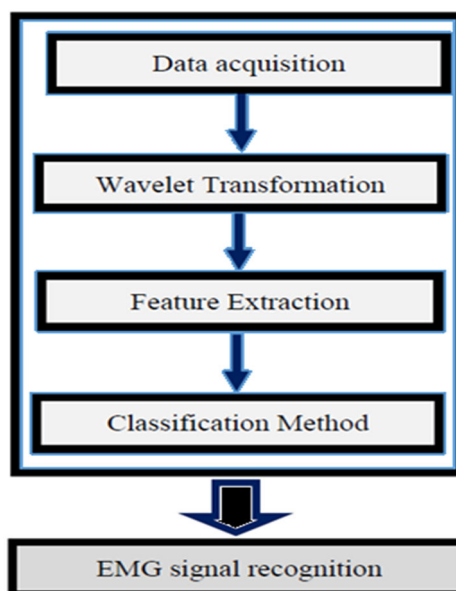 Data acquisition
Wavelet Transformation
Feature Extraction
Classification Method
EMG signal recognition